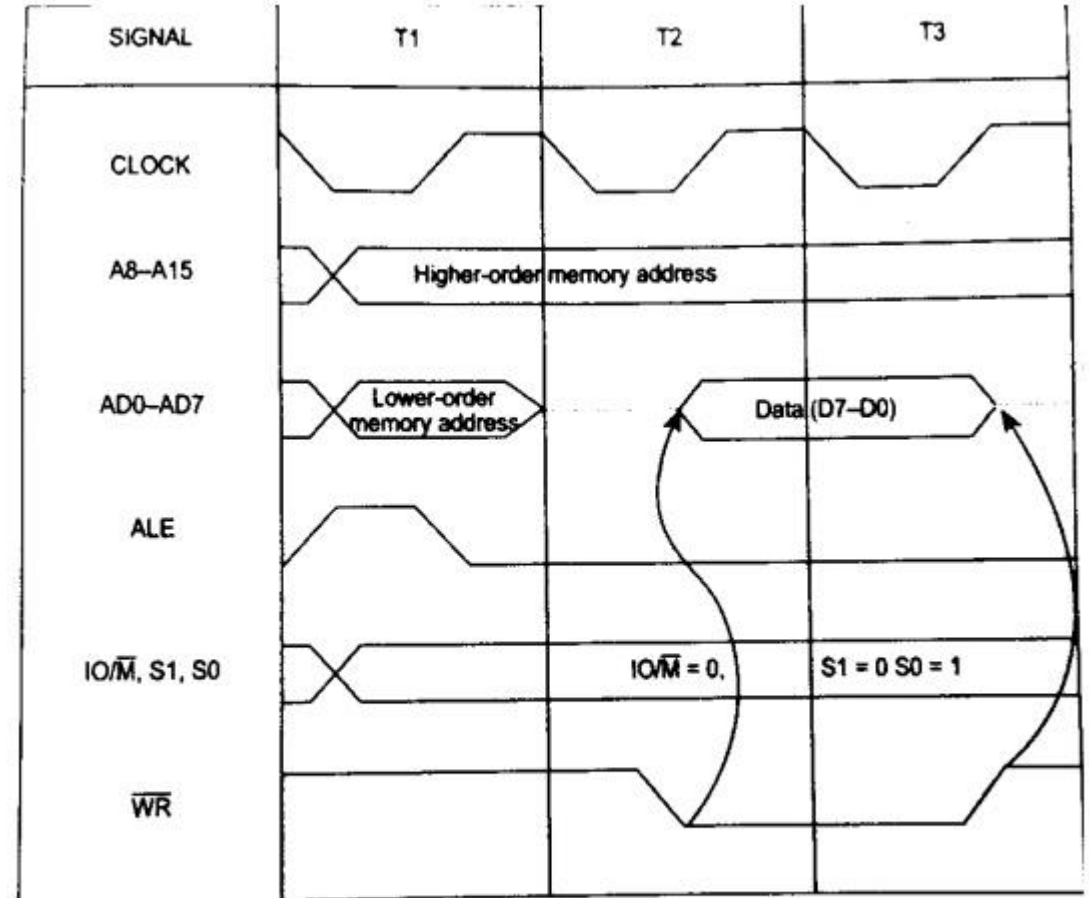 SIGNAL T1 T2 T3
CLOCK
A8–A15 Higher-order memory address
AD0–AD7 Lower-order memory address Data (D7–D0)
ALE
IO/M̅, S1, S0 IO/M̅ = 0, S1 = 0 S0 = 1
W̅R̅